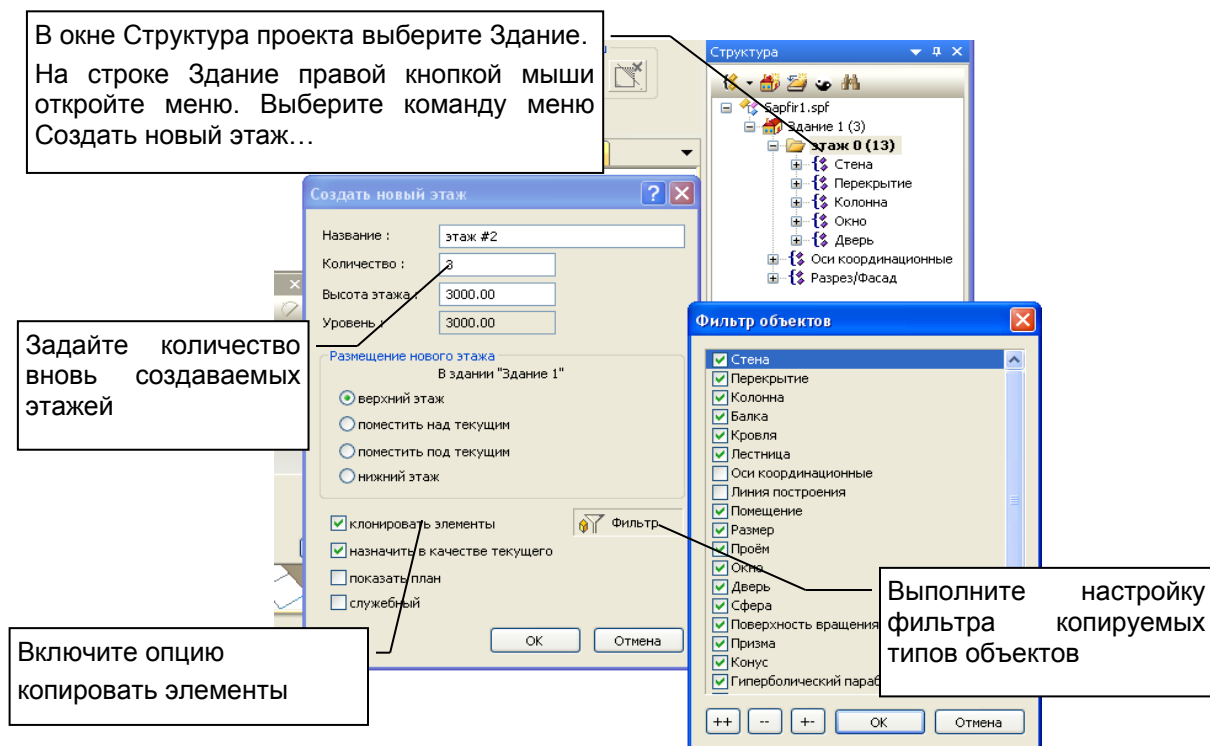 В окне Структура проекта выберите Здание.
На строке Здание правой кнопкой мыши
откройте меню. Выберите команду меню
Создать новый этаж…
Структура
Sapfir1.spf
Здание 1 (3)
этаж 0 (13)
Стена
Перекрытие
Колонна
Окно
Дверь
Оси координационные
Разрез/Фасад
Создать новый этаж
Название :
этаж #2
Количество :
3
Высота этажа :
3000.00
Уровень :
3000.00
Размещение нового этажа
В здании "Здание 1"
верхний этаж
поместить над текущим
поместить под текущим
нижний этаж
клонировать элементы
Фильтр
назначить в качестве текущего
показать план
служебный
ОК
Отмена
Задайте количество
вновь создаваемых
этажей
Включите опцию
копировать элементы
Фильтр объектов
Стена
Перекрытие
Колонна
Балка
Кровля
Лестница
Оси координационные
Линия построения
Помещение
Размер
Проём
Окно
Дверь
Сфера
Поверхность вращения
Призма
Конус
Гиперболический параб
++
--
+-
ОК
Отмена
Выполните настройку
фильтра копируемых
типов объектов